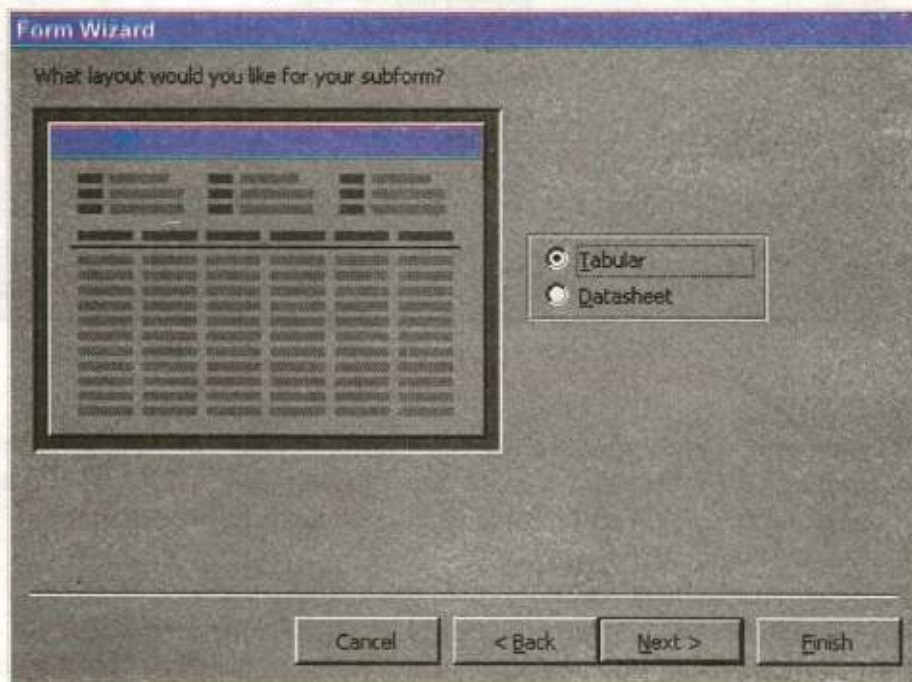 Form Wizard
What layout would you like for your subform?
Tabular
Datasheet
Cancel
< Back
Next >
Finish